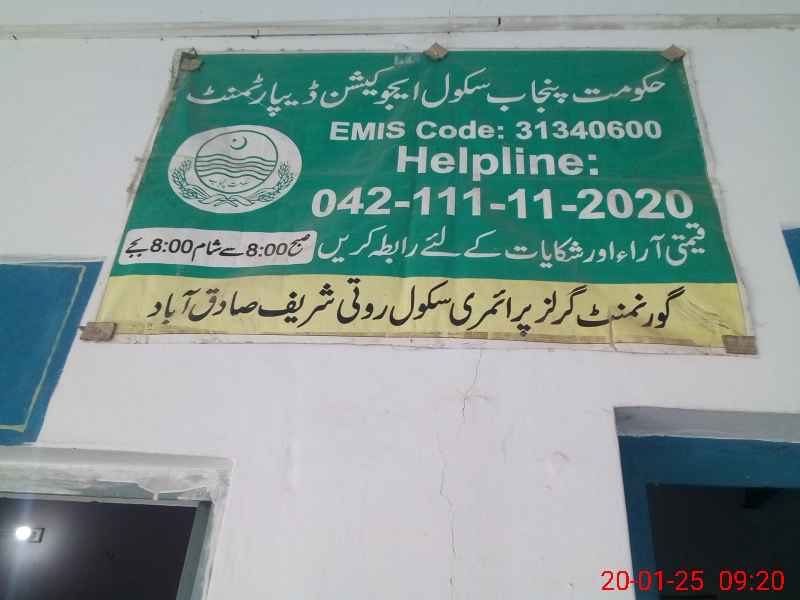 حکومت پنجاب سکول ایجوکیشن ڈیپارٹمنٹ
EMIS Code: 31340600
Helpline:
042-111-11-2020
قیمتی آراء اور شکایات کے لئے رابطہ کریں صبح 8:00 سے شام 8:00 بجے
گورنمنٹ گرلز پرائمری سکول روتی شریف صادق آباد
20-01-25 09:20